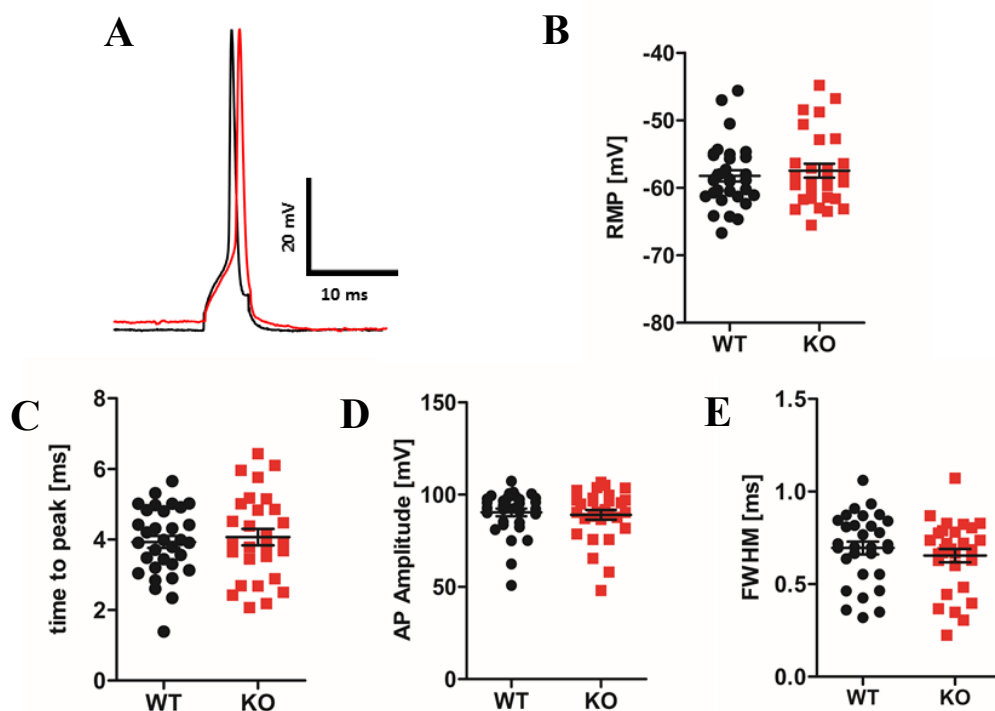 A
20 mV
10 ms
B
RMP [mV]
-40
-50
-60
-70
-80
WT
KO
C
time to peak [ms]
8
6
4
2
0
WT
KO
D
AP Amplitude [mV]
150
100
50
0
WT
KO
E
FWHM [ms]
1.5
1.0
0.5
0.0
WT
KO